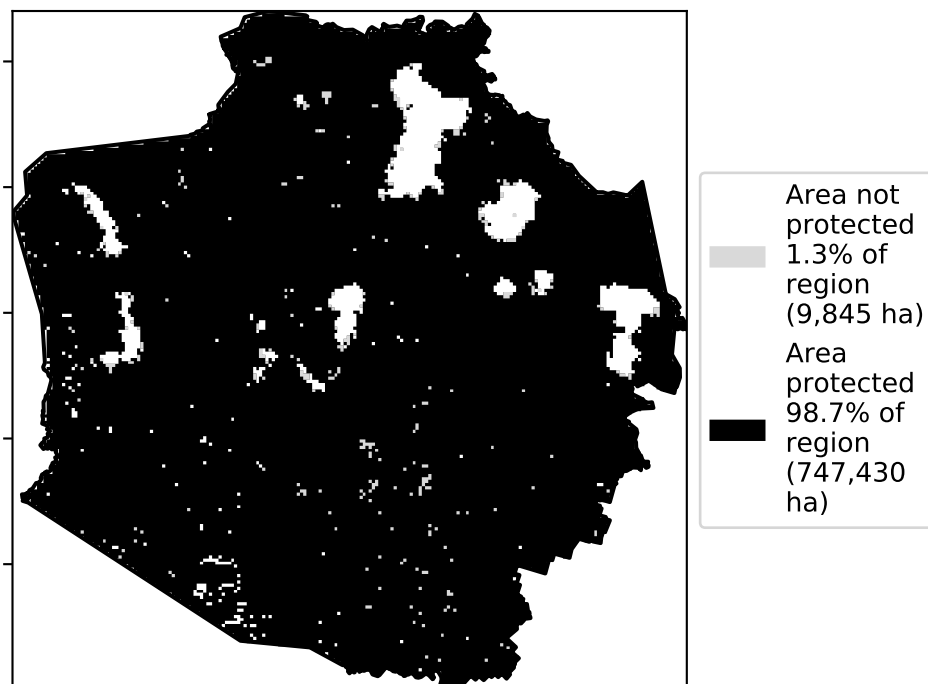 Area not
protected
1.3% of
region
(9,845 ha)
Area
protected
98.7% of
region
(747,430
ha)